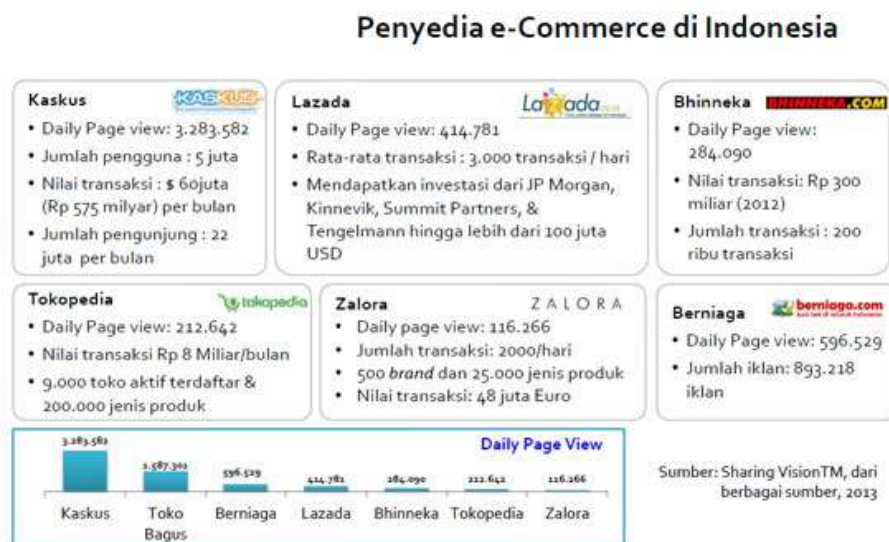 Penyedia e-Commerce di Indonesia
Kaskus
KASKUS
• Daily Page view: 3.283.582
• Jumlah pengguna : 5 juta
• Nilai transaksi : $ 60juta
(Rp 575 milyar) per bulan
• Jumlah pengunjung : 22
juta per bulan
Lazada
Lazada
• Daily Page view: 414.781
• Rata-rata transaksi : 3.000 transaksi / hari
• Mendapatkan investasi dari JP Morgan,
Kinnevik, Summit Partners, &
Tengelmann hingga lebih dari 100 juta
USD
Bhinneka
BHINNEKA.COM
• Daily Page view:
284.090
• Nilai transaksi: Rp 300
miliar (2012)
• Jumlah transaksi : 200
ribu transaksi
Tokopedia
tokopedia
• Daily Page view: 212.642
• Nilai transaksi Rp 8 Miliar/bulan
• 9.000 toko aktif terdaftar &
200.000 jenis produk
Zalora
ZALORA
• Daily page view: 116.266
• Jumlah transaksi: 2000/hari
• 500 brand dan 25.000 jenis produk
• Nilai transaksi: 48 juta Euro
Berniaga
berniaga.com
• Daily Page view: 596.529
• Jumlah iklan: 893.218
iklan
Daily Page View
3.283.582
1.587.302
596.529
414.781
284.090
212.642
116.266
Kaskus
Toko
Bagus
Berniaga
Lazada
Bhinneka
Tokopedia
Zalora
Sumber: Sharing VisionTM, dari
berbagai sumber, 2013